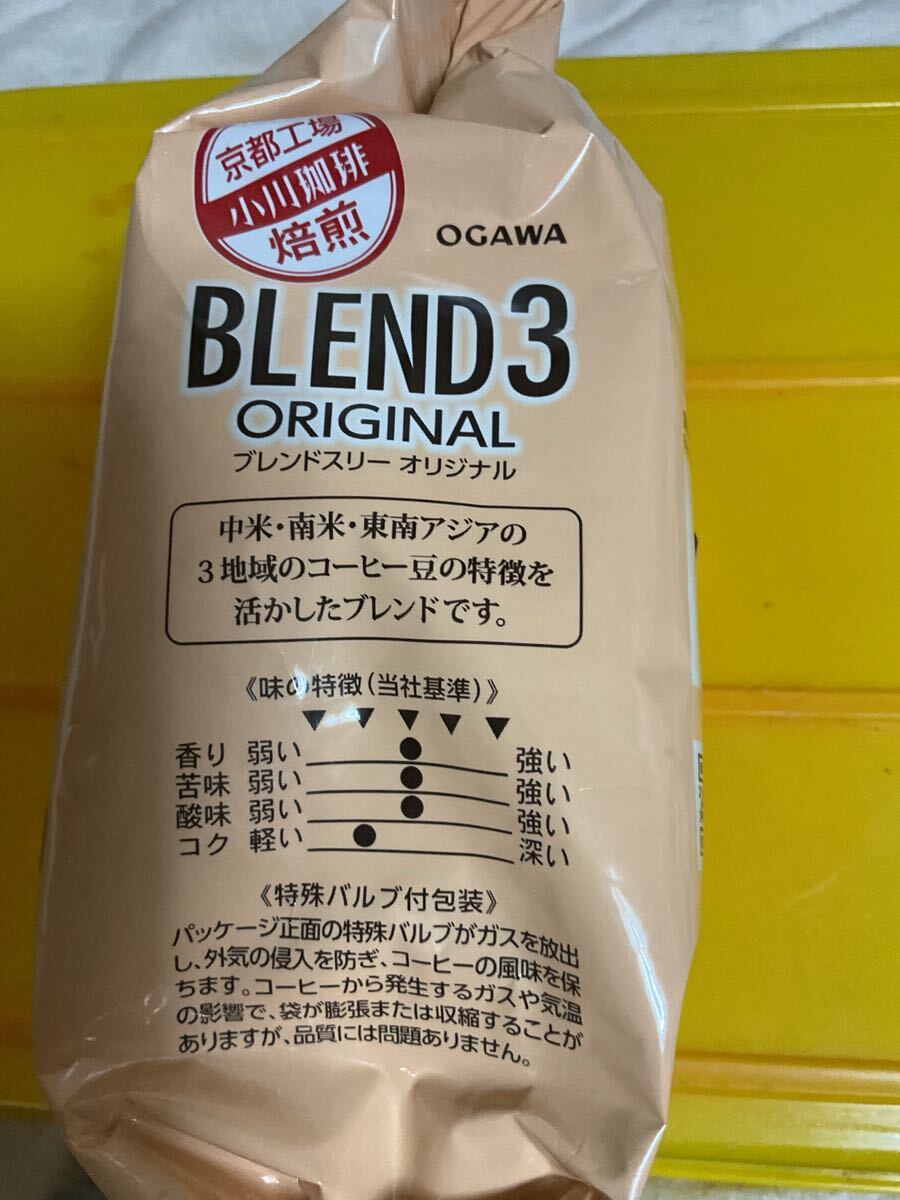 京都工場
小川珈琲
焙煎
OGAWA
BLEND3
ORIGINAL
ブレンドスリー オリジナル
中米・南米・東南アジアの
3地域のコーヒー豆の特徴を
活かしたブレンドです。
《味の特徴(当社基準)》
香り 弱い 強い
苦味 弱い 強い
酸味 弱い 強い
コク 軽い 深い
《特殊バルブ付包装》
パッケージ正面の特殊バルブがガスを放出
し、外気の侵入を防ぎ、コーヒーの風味を保
ちます。コーヒーから発生するガスや気温
の影響で、袋が膨張または収縮することが
ありますが、品質には問題ありません。